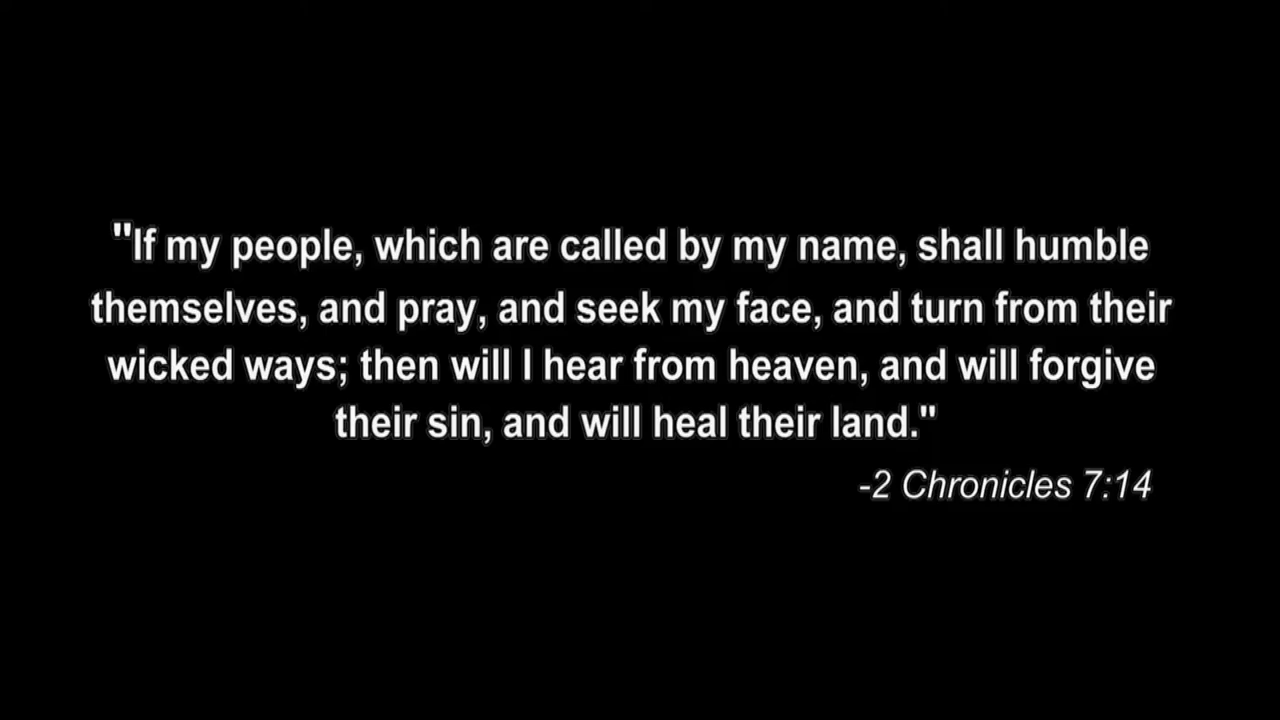 "If my people, which are called by my name, shall humble
themselves, and pray, and seek my face, and turn from their
wicked ways; then will I hear from heaven, and will forgive
their sin, and will heal their land."
-2 Chronicles 7:14